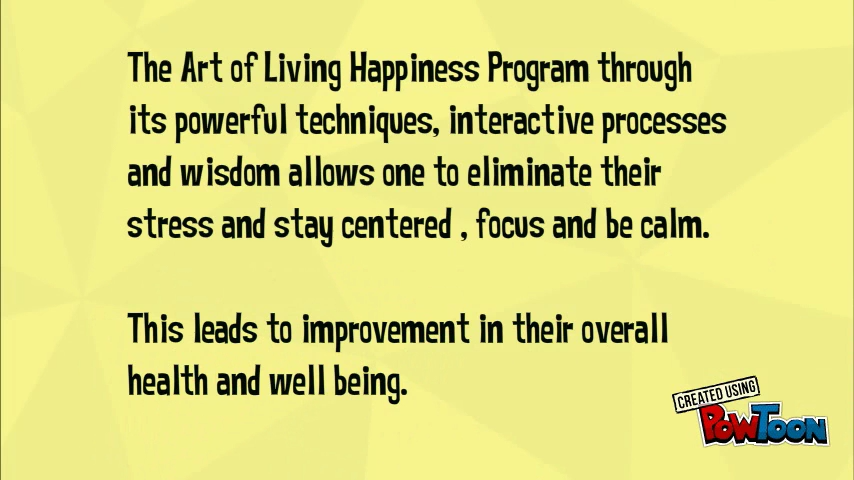 The Art of Living Happiness Program through
its powerful techniques, interactive processes
and wisdom allows one to eliminate their
stress and stay centered , focus and be calm.
This leads to improvement in their overall
health and well being.
CREATED USING
POWTOON